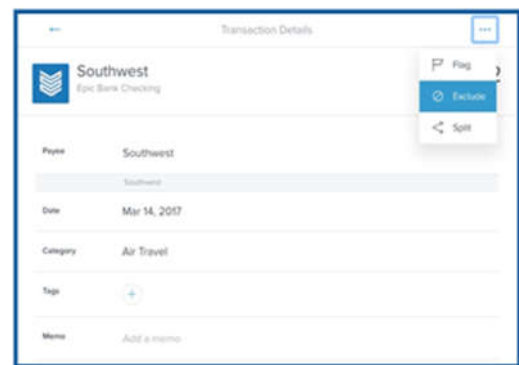 Transaction Details
Southwest
Epic Bank Checking
Flag
Exclude
Split
Payee Southwest
Southwest
Date Mar 14, 2017
Category Air Travel
Tags
Memo Add a memo